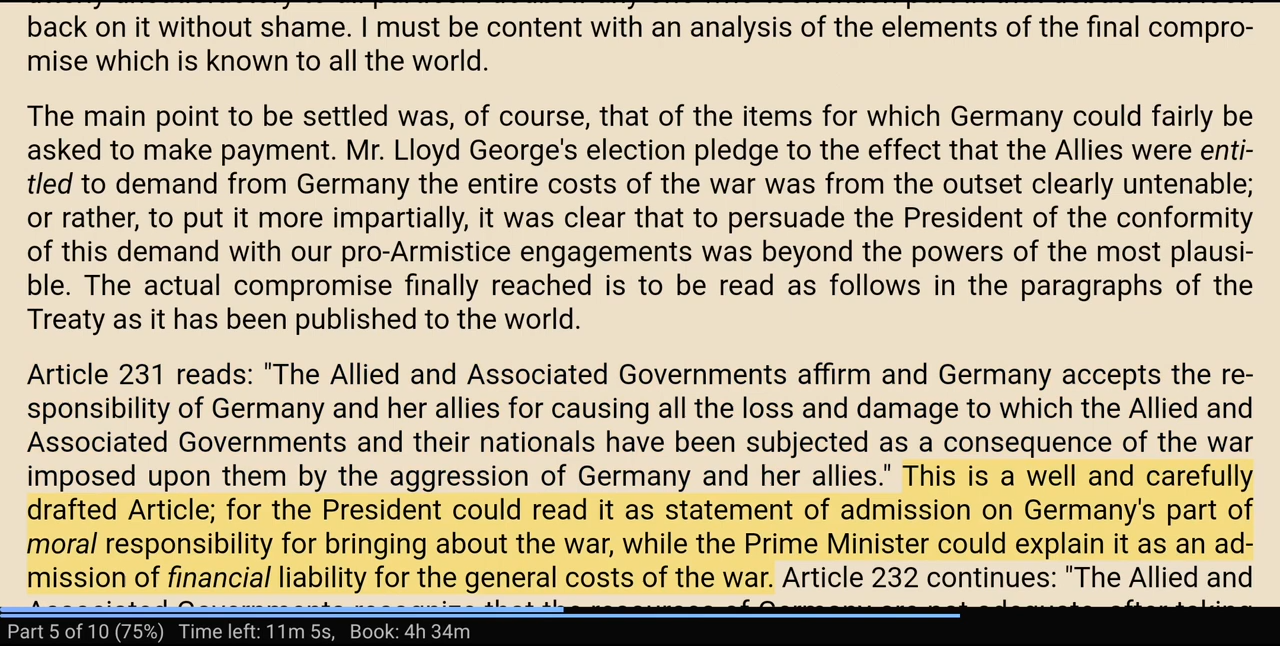 back on it without shame. I must be content with an analysis of the elements of the final compro-
mise which is known to all the world.
The main point to be settled was, of course, that of the items for which Germany could fairly be
asked to make payment. Mr. Lloyd George's election pledge to the effect that the Allies were enti-
tled to demand from Germany the entire costs of the war was from the outset clearly untenable;
or rather, to put it more impartially, it was clear that to persuade the President of the conformity
of this demand with our pro-Armistice engagements was beyond the powers of the most plausi-
ble. The actual compromise finally reached is to be read as follows in the paragraphs of the
Treaty as it has been published to the world.
Article 231 reads: "The Allied and Associated Governments affirm and Germany accepts the re-
sponsibility of Germany and her allies for causing all the loss and damage to which the Allied and
Associated Governments and their nationals have been subjected as a consequence of the war
imposed upon them by the aggression of Germany and her allies." This is a well and carefully
drafted Article; for the President could read it as statement of admission on Germany's part of
moral responsibility for bringing about the war, while the Prime Minister could explain it as an ad-
mission of financial liability for the general costs of the war. Article 232 continues: "The Allied and
Associated Governments recognize that the resources of Germany are not adequate, after taking
Part 5 of 10 (75%) Time left: 11m 5s, Book: 4h 34m